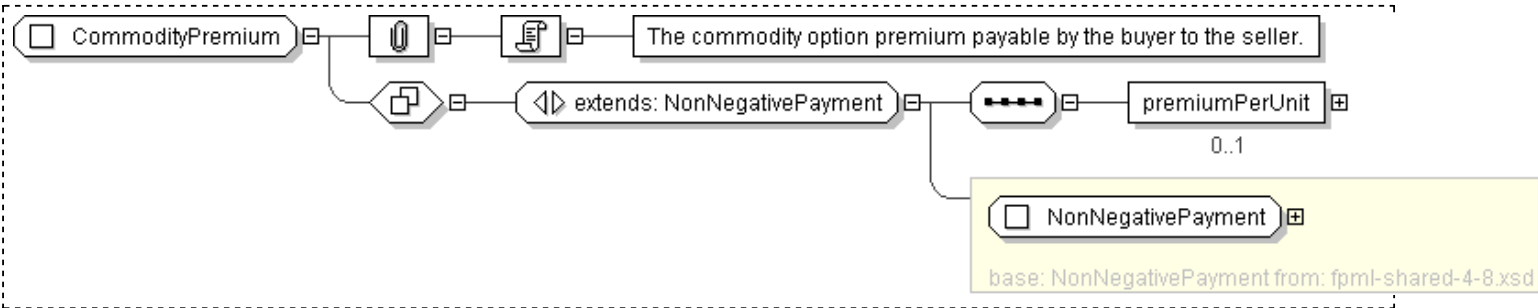 CommodityPremium
The commodity option premium payable by the buyer to the seller.
extends: NonNegativePayment
premiumPerUnit
0..1
NonNegativePayment
base: NonNegativePayment from: fpml-shared-4-8.xsd